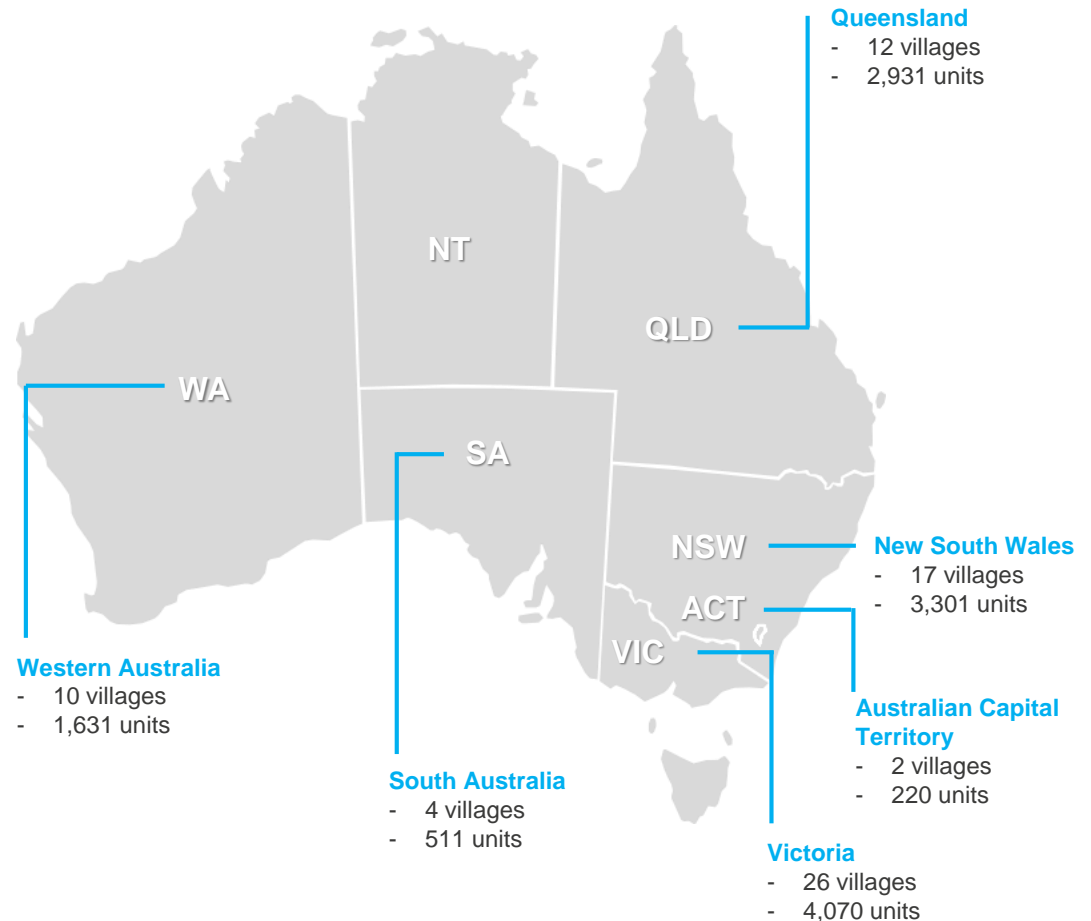 Queensland
- 12 villages
- 2,931 units
NT
QLD
WA
SA
NSW
New South Wales
- 17 villages
- 3,301 units
ACT
VIC
Western Australia
- 10 villages
- 1,631 units
Australian Capital
Territory
- 2 villages
- 220 units
South Australia
- 4 villages
- 511 units
Victoria
- 26 villages
- 4,070 units